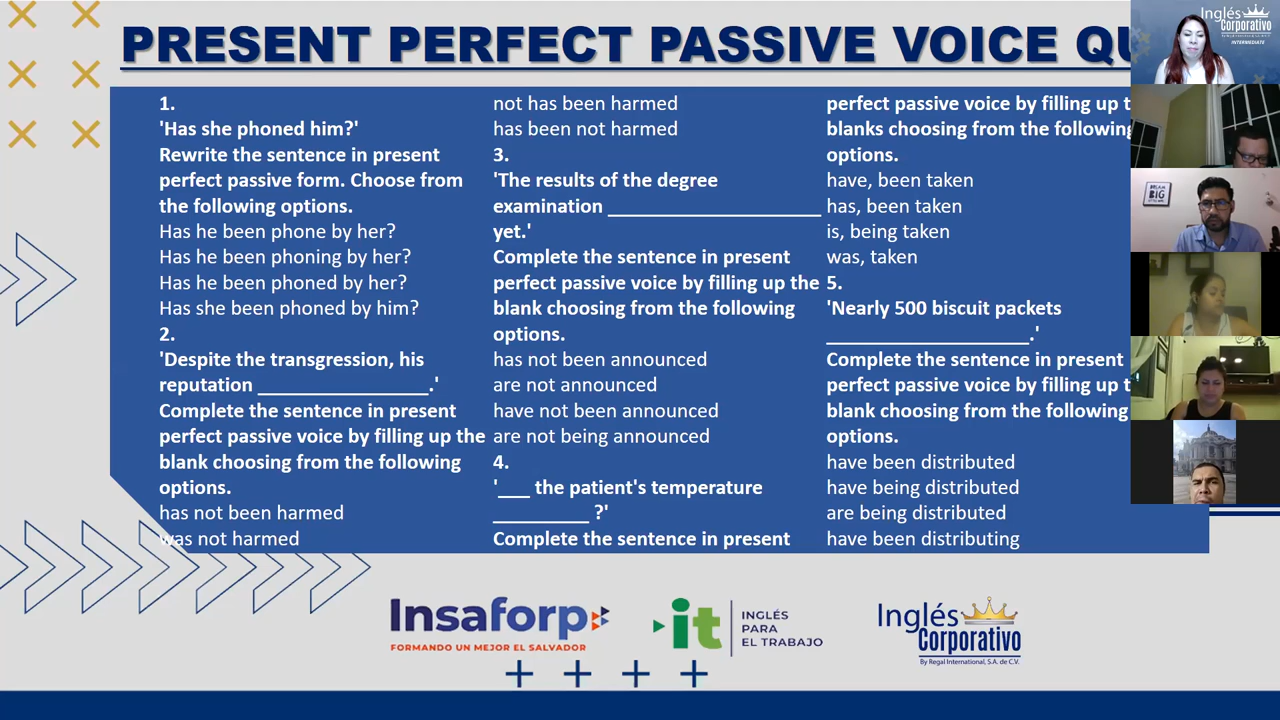 PRESENT PERFECT PASSIVE VOICE
1.
'Has she phoned him?'
Rewrite the sentence in present
perfect passive form. Choose from
the following options.
Has he been phone by her?
Has he been phoning by her?
Has he been phoned by her?
Has she been phoned by him?
2.
'Despite the transgression, his
reputation ________________.'
Complete the sentence in present
perfect passive voice by filling up the
blank choosing from the following
options.
has not been harmed
was not harmed
not has been harmed
has been not harmed
3.
'The results of the degree
examination ____________________
yet.'
Complete the sentence in present
perfect passive voice by filling up the
blank choosing from the following
options.
has not been announced
are not announced
have not been announced
are not being announced
4.
'___ the patient's temperature
_________ ?'
Complete the sentence in present
perfect passive voice by filling up
blanks choosing from the following
options.
have, been taken
has, been taken
is, being taken
was, taken
5.
'Nearly 500 biscuit packets
___________________.'
Complete the sentence in present
perfect passive voice by filling up
blank choosing from the following
options.
have been distributed
have being distributed
are being distributed
have been distributing
Inglés
Corporativo
INTERMEDIATE
DREAM
BIG
Insaforp
FORMANDO UN MEJOR EL SALVADOR
it
INGLÉS
PARA
EL TRABAJO
Inglés
Corporativo
By Regal International, S.A. de C.V.